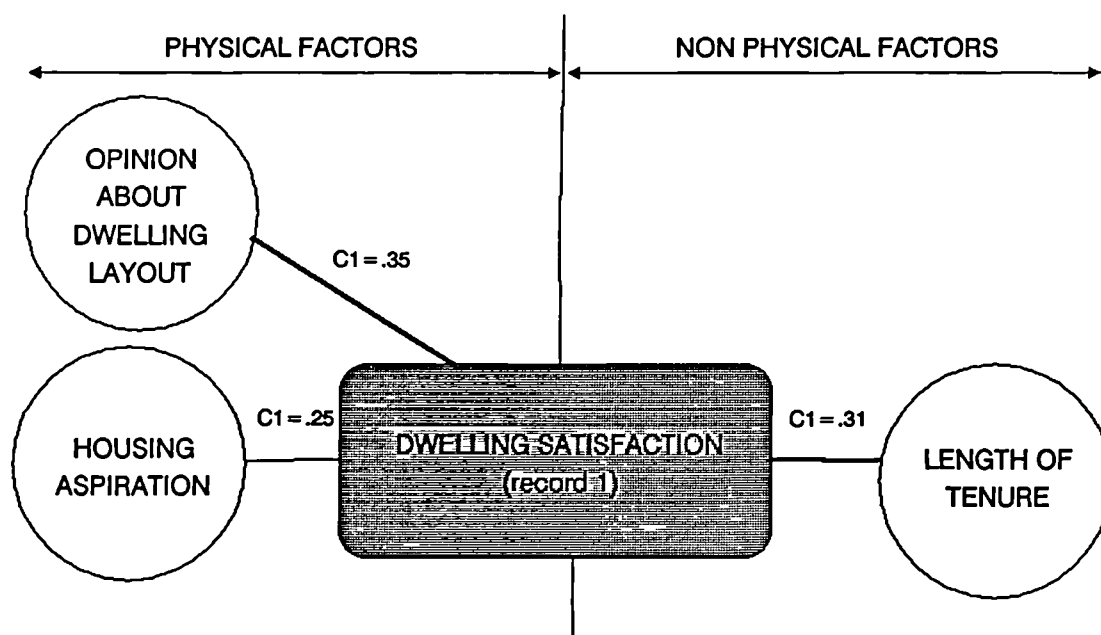 PHYSICAL FACTORS
NON PHYSICAL FACTORS
OPINION
ABOUT
DWELLING
LAYOUT
C1=.35
HOUSING
ASPIRATION
C1=.25
DWELLING SATISFACTION
(record 1)
C1=.31
LENGTH OF
TENURE